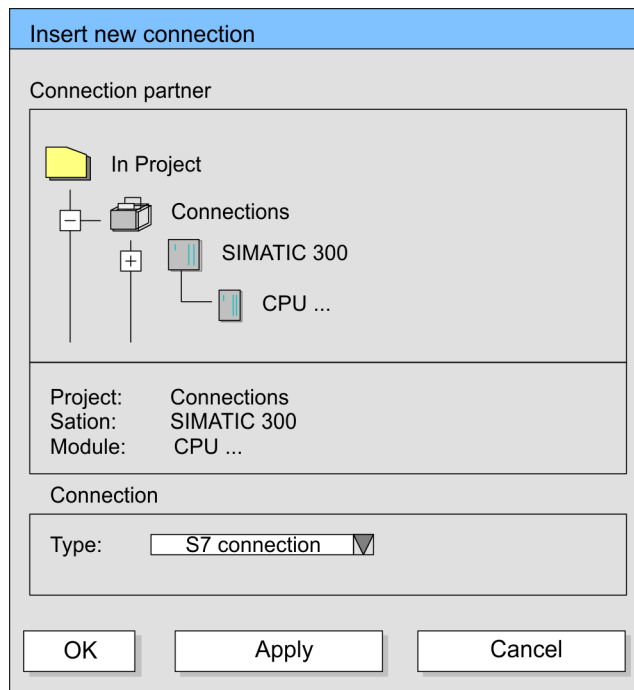 Insert new connection
Connection partner
In Project
Connections
SIMATIC 300
CPU ...
Project: Connections
Sation: SIMATIC 300
Module: CPU ...
Connection
Type: S7 connection
OK Apply Cancel